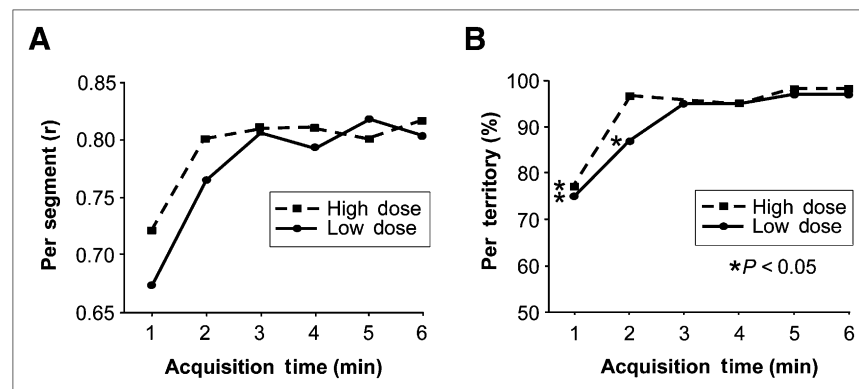 A
Per segment (r)
0.85
0.80
0.75
0.70
0.65
1 2 3 4 5 6
Acquisition time (min)
High dose
Low dose
B
Per territory (%)
100
90
80
70
60
50
1 2 3 4 5 6
Acquisition time (min)
*
*
*
High dose
Low dose
*P < 0.05